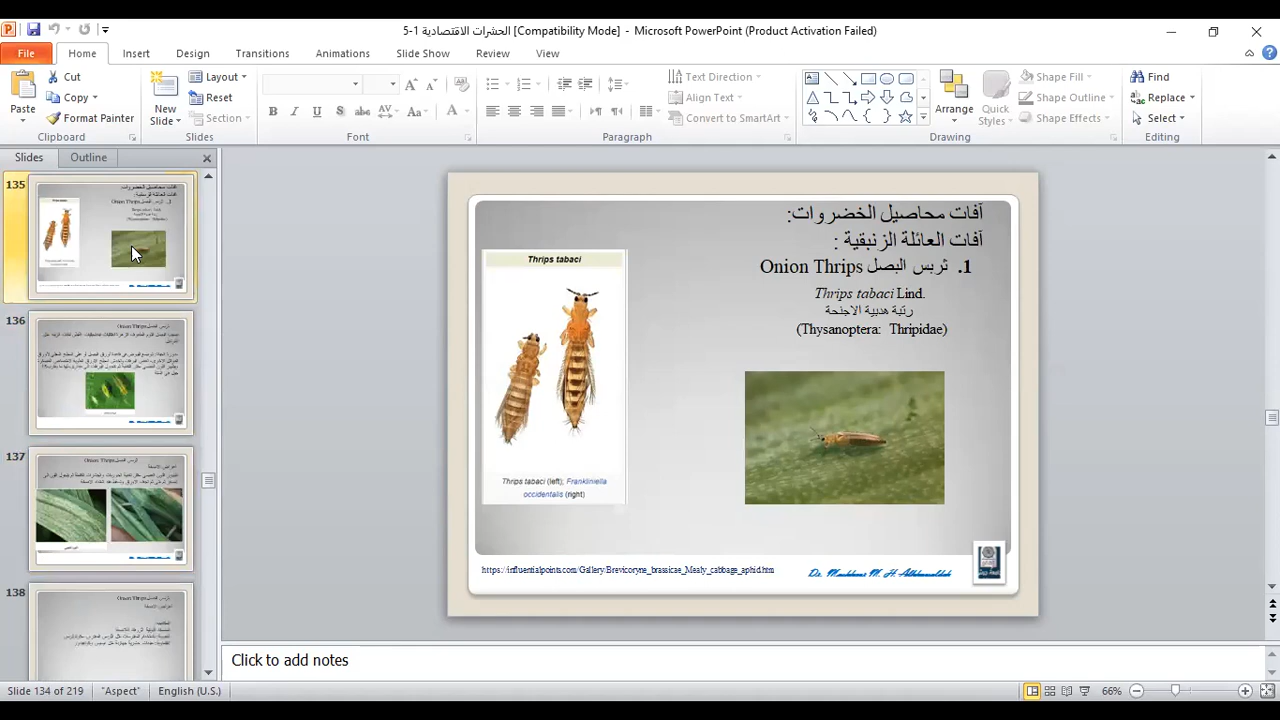 الحشرات الاقتصادية 1-5 [Compatibility Mode] - Microsoft PowerPoint (Product Activation Failed)
File Home Insert Design Transitions Animations Slide Show Review View
Cut
Copy
Format Painter
Paste
Clipboard
New Slide
Layout
Reset
Section
Slides
Font
Paragraph
Text Direction
Align Text
Convert to SmartArt
Arrange
Quick Styles
Shape Fill
Shape Outline
Shape Effects
Drawing
Find
Replace
Select
Editing
Slides Outline
135
136
137
138
آفات محاصيل الخضروات:
آفات العائلة الزنبقية :
1. ثربس البصل Onion Thrips
Thrips tabaci Lind.
رتبة هدبية الاجنحة
(Thysanoptera: Thripidae)
Thrips tabaci
Thrips tabaci (left); Frankliniella
occidentalis (right)
https://influentialpoints.com/Gallery/Brevicoryne_brassicae_Mealy_cabbage_aphid.htm
Click to add notes
Slide 134 of 219 "Aspect" English (U.S.) 66%